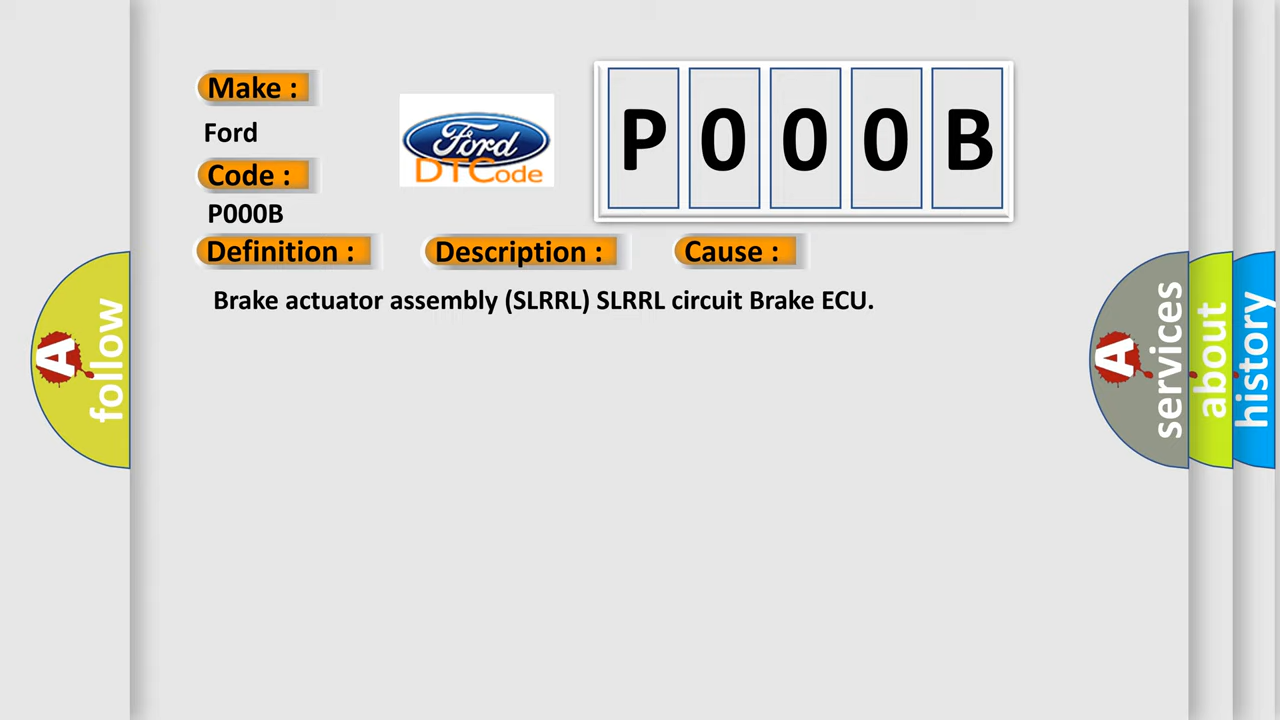 Make :
Ford
Code :
P000B
Ford
DTCode
P 0 0 0 B
Definition :
Description :
Cause :
Brake actuator assembly (SLRRL) SLRRL circuit Brake ECU.
A follow
A services
about
history